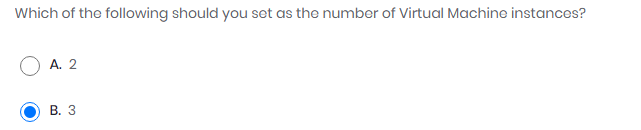 Which of the following should you set as the number of Virtual Machine instances?
A. 2
B. 3